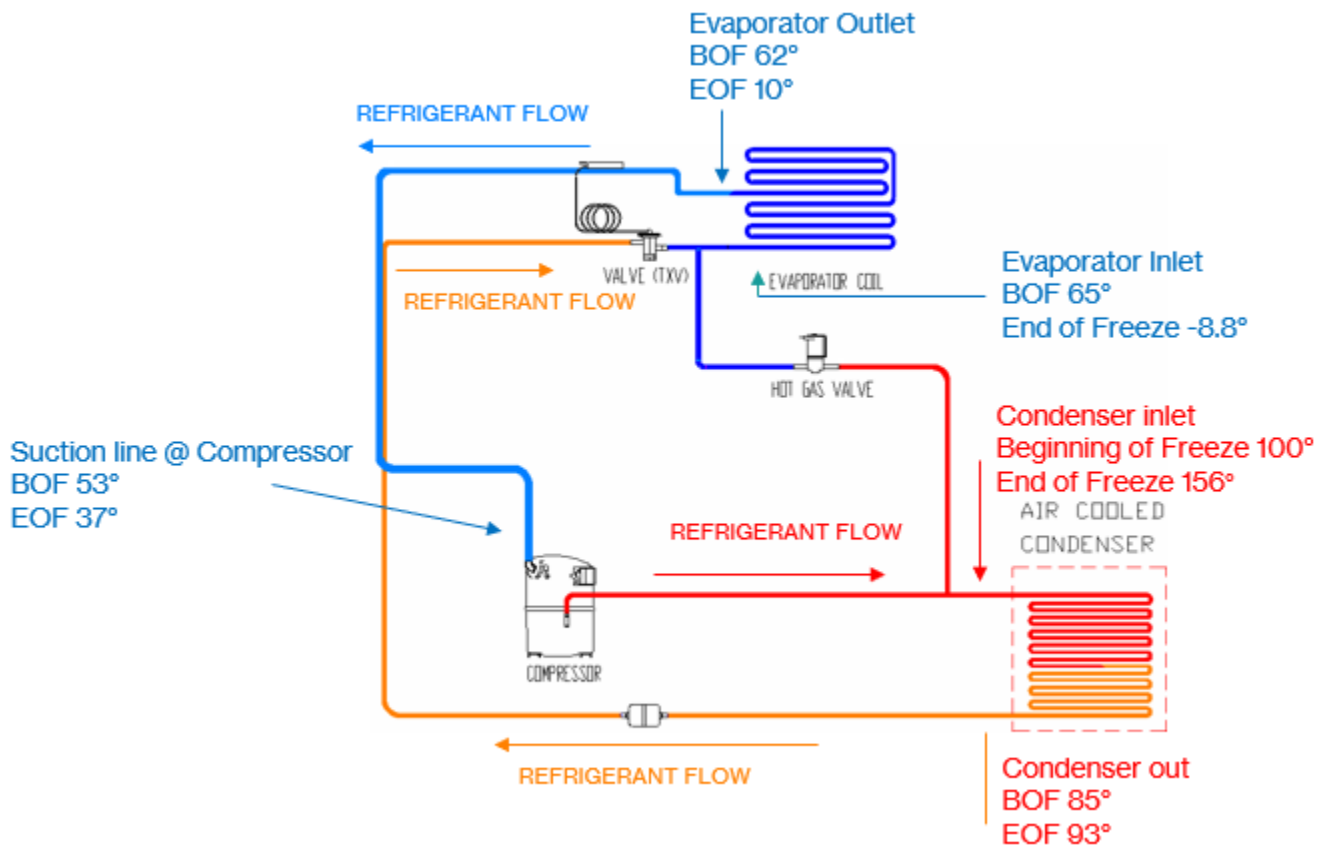 Evaporator Outlet
BOF 62°
EOF 10°
REFRIGERANT FLOW
VALVE (TXV)
EVAPORATOR COIL
REFRIGERANT FLOW
Evaporator Inlet
BOF 65°
End of Freeze -8.8°
HOT GAS VALVE
Condenser inlet
Beginning of Freeze 100°
End of Freeze 156°
AIR COOLED
CONDENSER
Suction line @ Compressor
BOF 53°
EOF 37°
REFRIGERANT FLOW
COMPRESSOR
REFRIGERANT FLOW
Condenser out
BOF 85°
EOF 93°